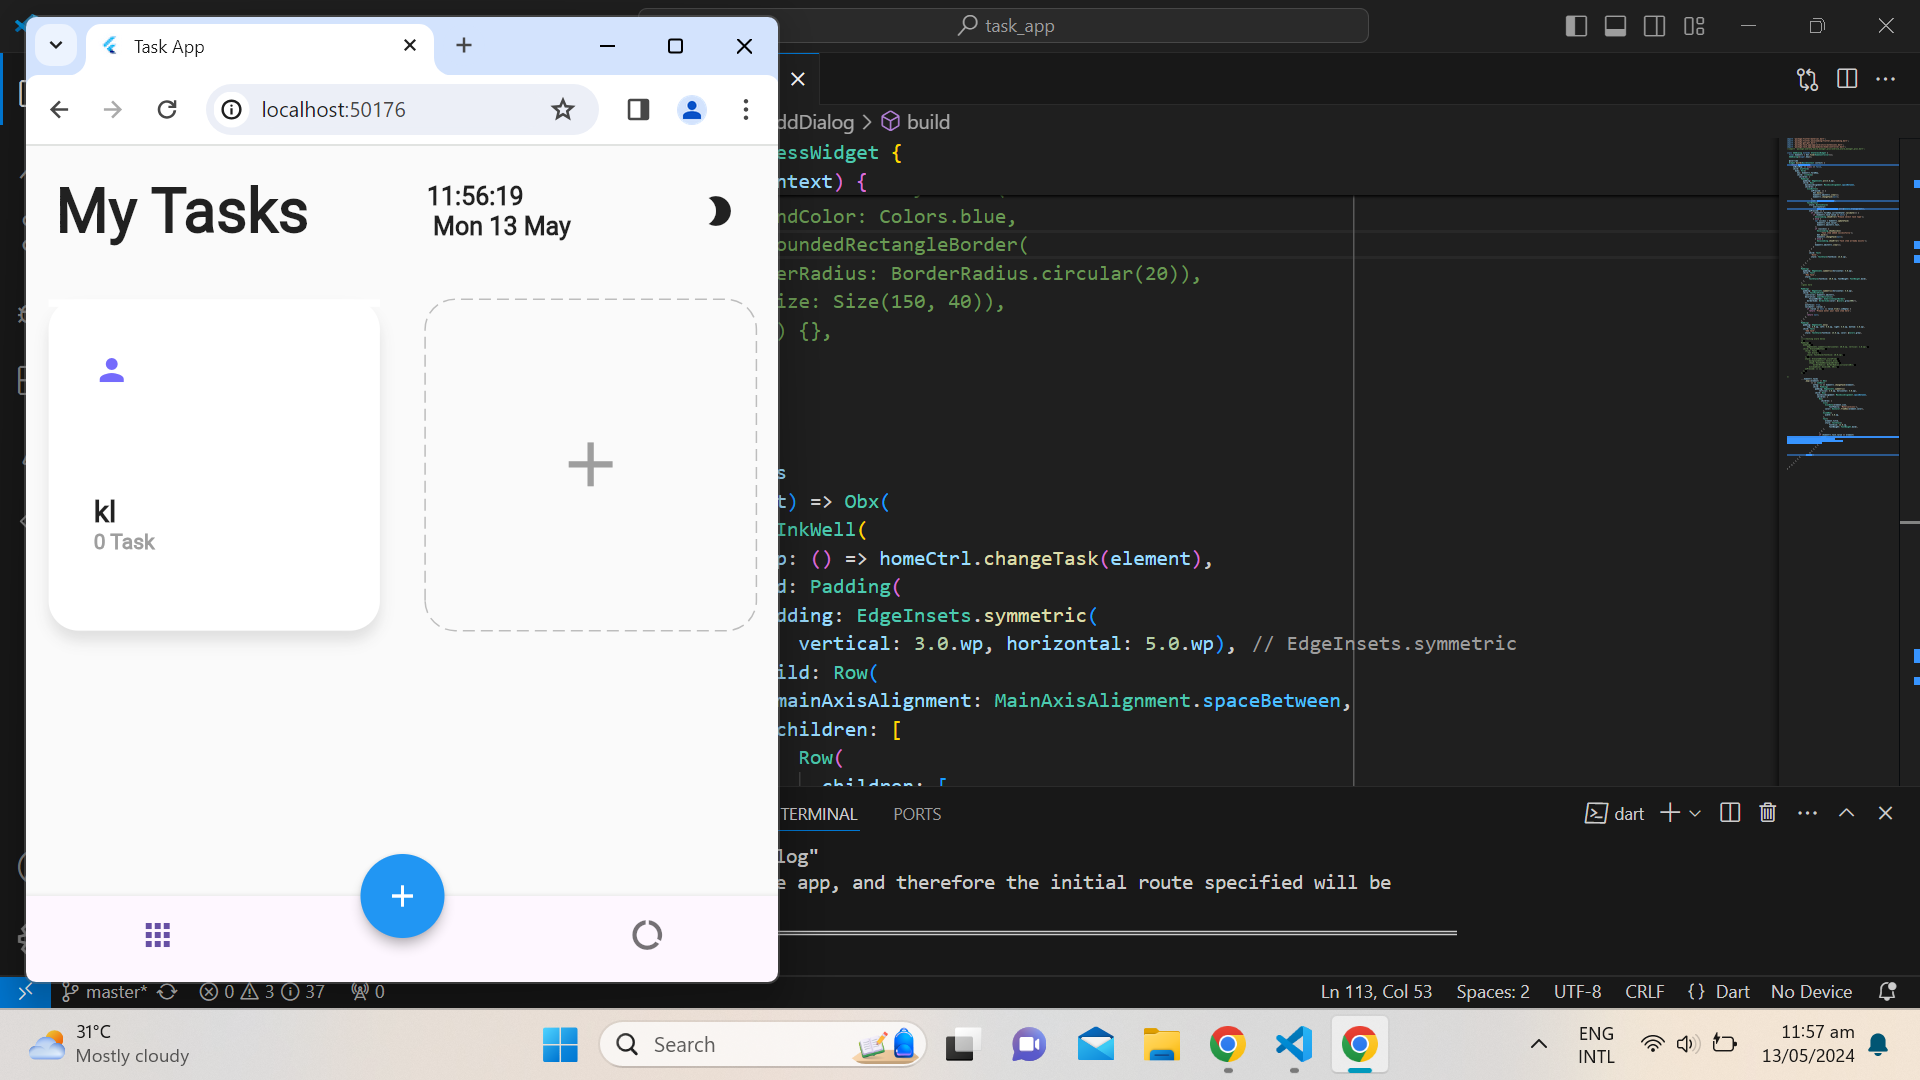 Task App
localhost:50176
My Tasks
11:56:19
Mon 13 May
kl
0 Task
task_app
ddDialog > build
essWidget {
ntext) {
ndColor: Colors.blue,
oundedRectangleBorder(
erRadius: BorderRadius.circular(20)),
ize: Size(150, 40)),
) {},
s
t) => Obx(
InkWell(
p: () => homeCtrl.changeTask(element),
d: Padding(
dding: EdgeInsets.symmetric(
vertical: 3.0.wp, horizontal: 5.0.wp), // EdgeInsets.symmetric
ild: Row(
mainAxisAlignment: MainAxisAlignment.spaceBetween,
children: [
Row(
children: [
TERMINAL PORTS
dart
log"
e app, and therefore the initial route specified will be
master* 0 3 37 0
Ln 113, Col 53 Spaces: 2 UTF-8 CRLF {} Dart No Device
31°C
Mostly cloudy
Search
ENG
INTL
11:57 am
13/05/2024